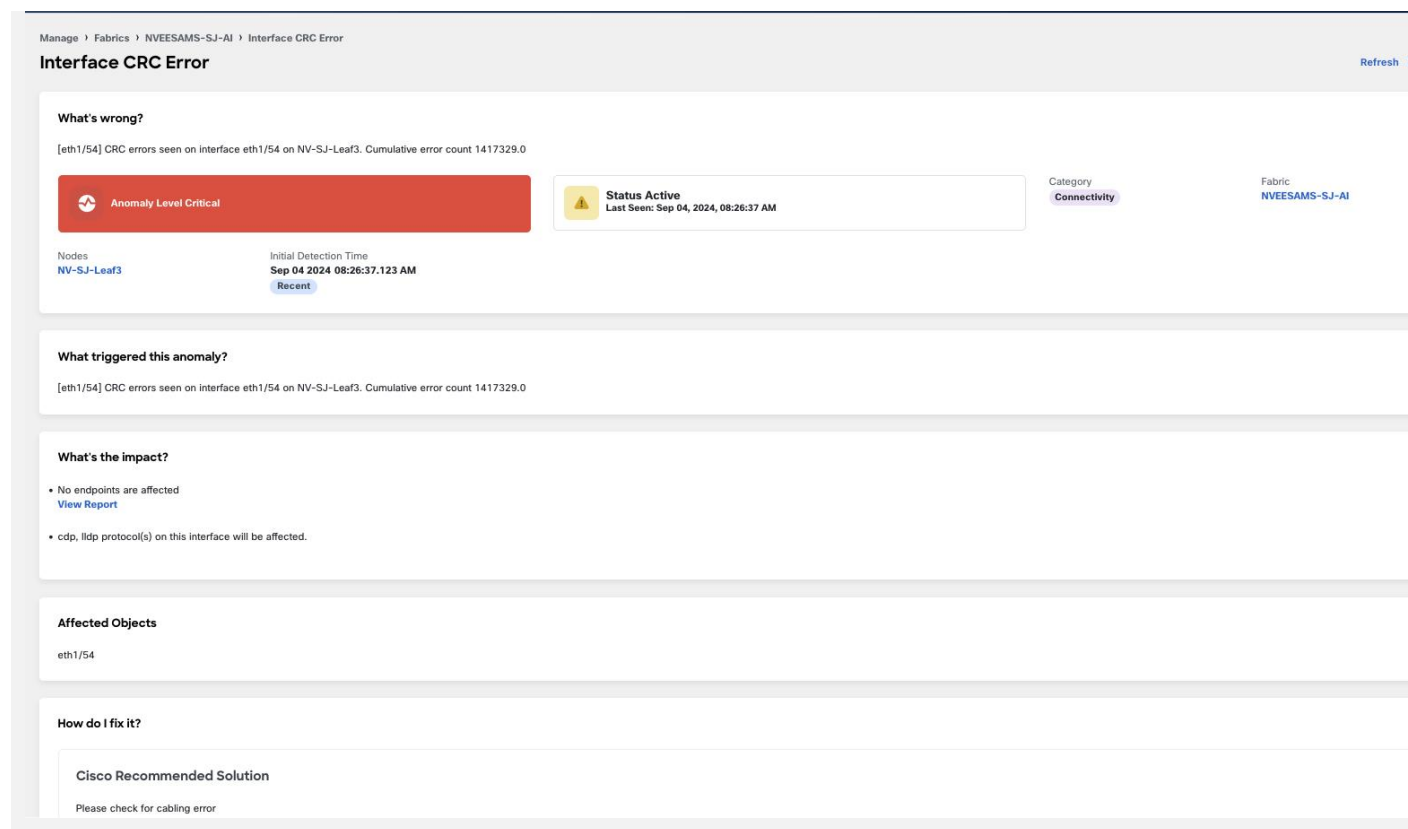 Manage › Fabrics › NVEESAMS-SJ-AI › Interface CRC Error
Interface CRC Error
Refresh
What's wrong?
[eth1/54] CRC errors seen on interface eth1/54 on NV-SJ-Leaf3. Cumulative error count 1417329.0
Anomaly Level Critical
Status Active
Last Seen: Sep 04, 2024, 08:26:37 AM
Category
Connectivity
Fabric
NVEESAMS-SJ-AI
Nodes
NV-SJ-Leaf3
Initial Detection Time
Sep 04 2024 08:26:37.123 AM
Recent
What triggered this anomaly?
[eth1/54] CRC errors seen on interface eth1/54 on NV-SJ-Leaf3. Cumulative error count 1417329.0
What's the impact?
• No endpoints are affected
View Report
• cdp, lldp protocol(s) on this interface will be affected.
Affected Objects
eth1/54
How do I fix it?
Cisco Recommended Solution
Please check for cabling error